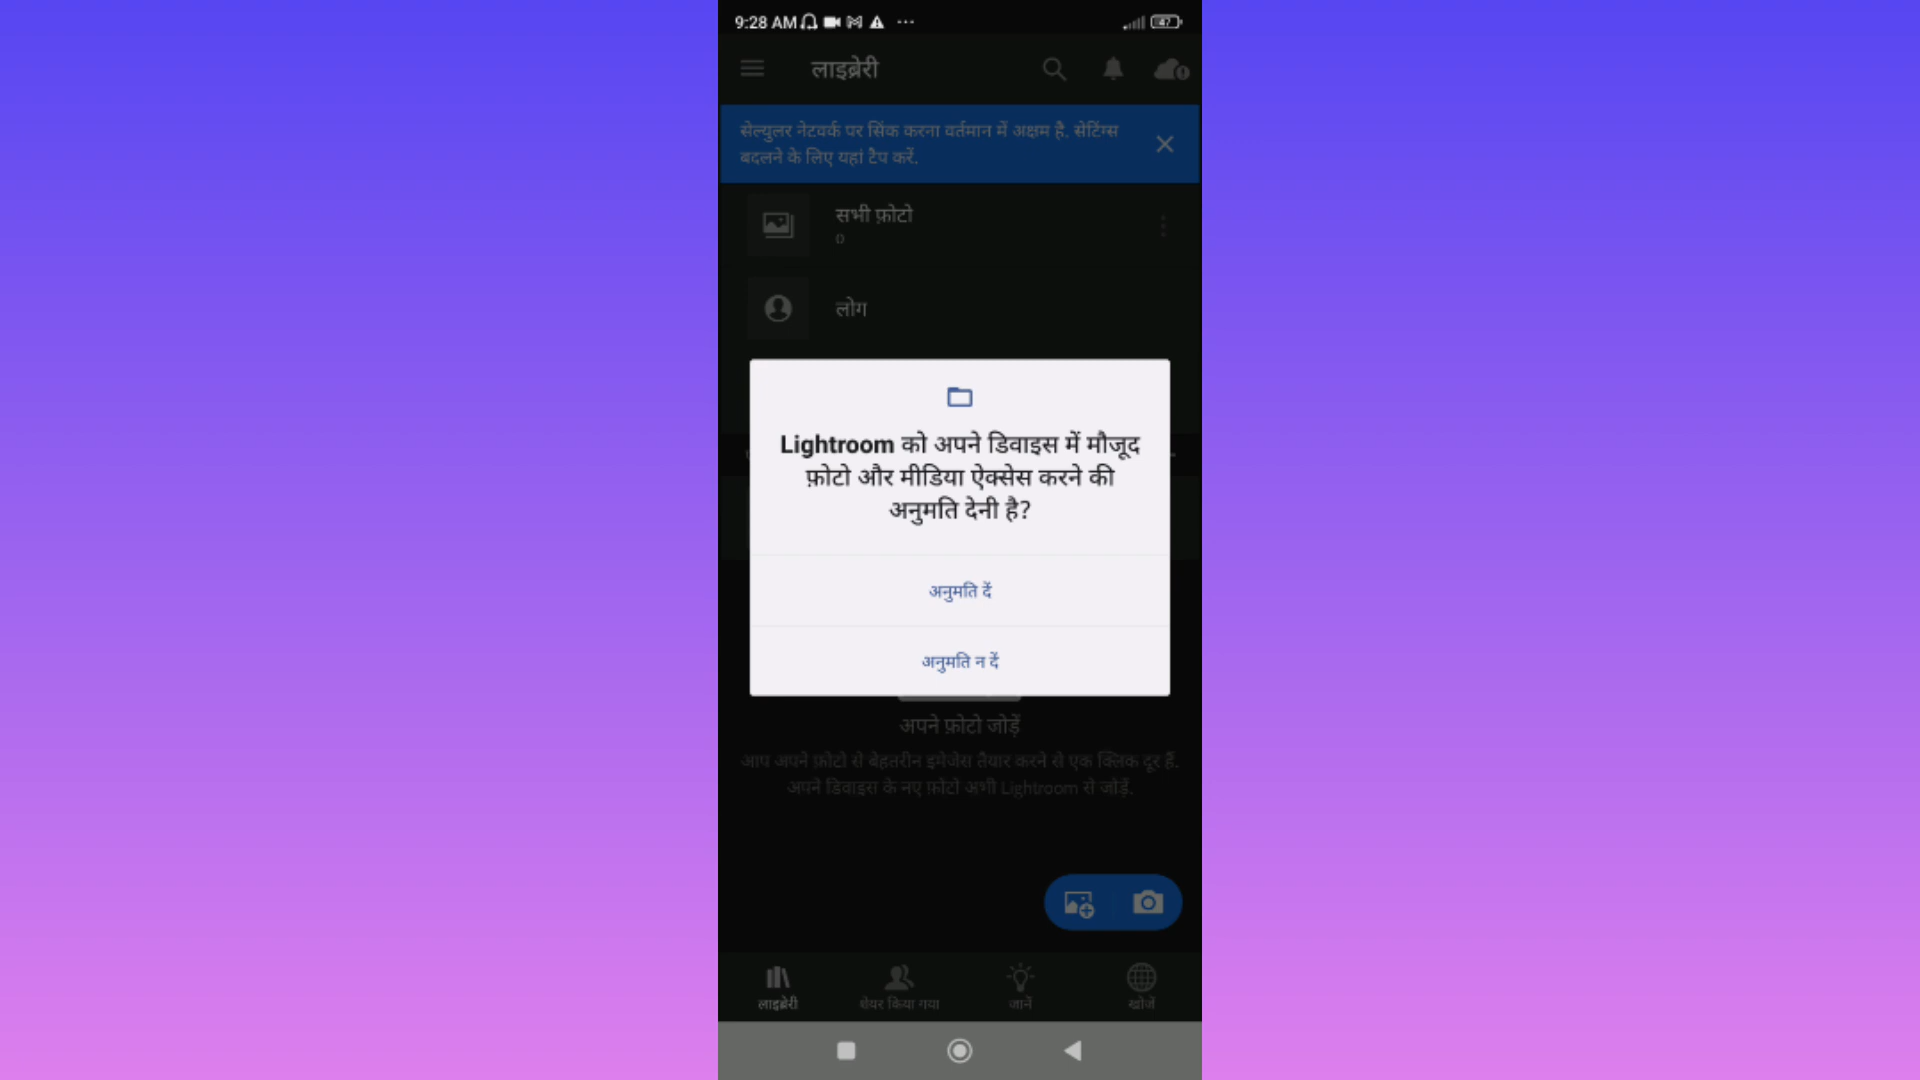 9:28 AM
47
लाइब्रेरी
सेल्युलर नेटवर्क पर सिंक करना वर्तमान में अक्षम है. सेटिंग्स
बदलने के लिए यहां टैप करें.
सभी फ़ोटो
0
लोग
Lightroom को अपने डिवाइस में मौजूद
फ़ोटो और मीडिया ऐक्सेस करने की
अनुमति देनी है?
अनुमति दें
अनुमति न दें
अपने फ़ोटो जोड़ें
आप अपने फ़ोटो से बेहतरीन इमेजेस तैयार करने से एक क्लिक दूर हैं.
अपने डिवाइस के नए फ़ोटो अभी Lightroom से जोड़ें.
लाइब्रेरी
शेयर किया गया
जानें
खोजें